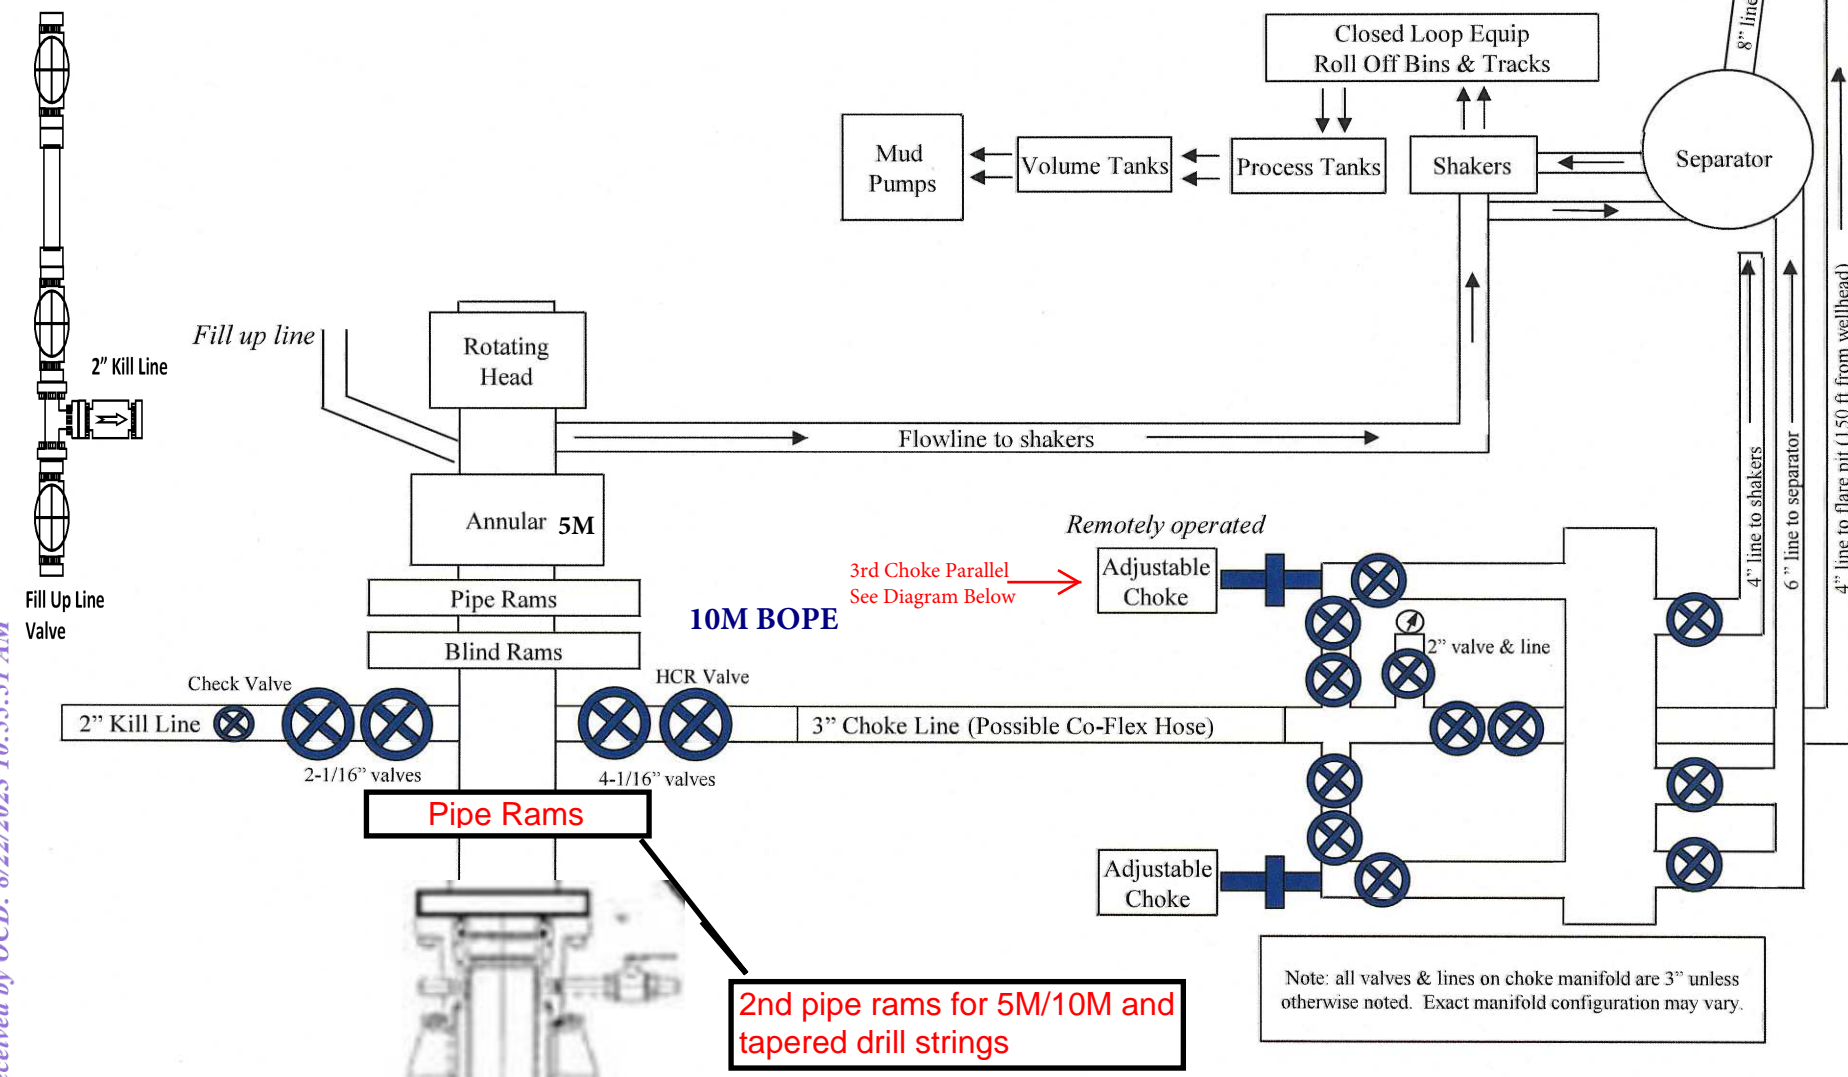 Closed Loop Equip
Roll Off Bins & Tracks
8" line
Mud
Pumps
Volume Tanks
Process Tanks
Shakers
Separator
Fill up line
Rotating
Head
2" Kill Line
Flowline to shakers
Annular 5M
Remotely operated
3rd Choke Parallel
See Diagram Below
Adjustable
Choke
Pipe Rams
10M BOPE
Blind Rams
Fill Up Line
Valve
2" valve & line
4" line to shakers
6" line to separator
4" line to flare pit (150 ft from wellhead)
Check Valve
HCR Valve
2" Kill Line
3" Choke Line (Possible Co-Flex Hose)
2-1/16" valves
4-1/16" valves
Pipe Rams
Adjustable
Choke
2nd pipe rams for 5M/10M and
tapered drill strings
Note: all valves & lines on choke manifold are 3" unless
otherwise noted. Exact manifold configuration may vary.
by OCD: 8/22/2023
AM